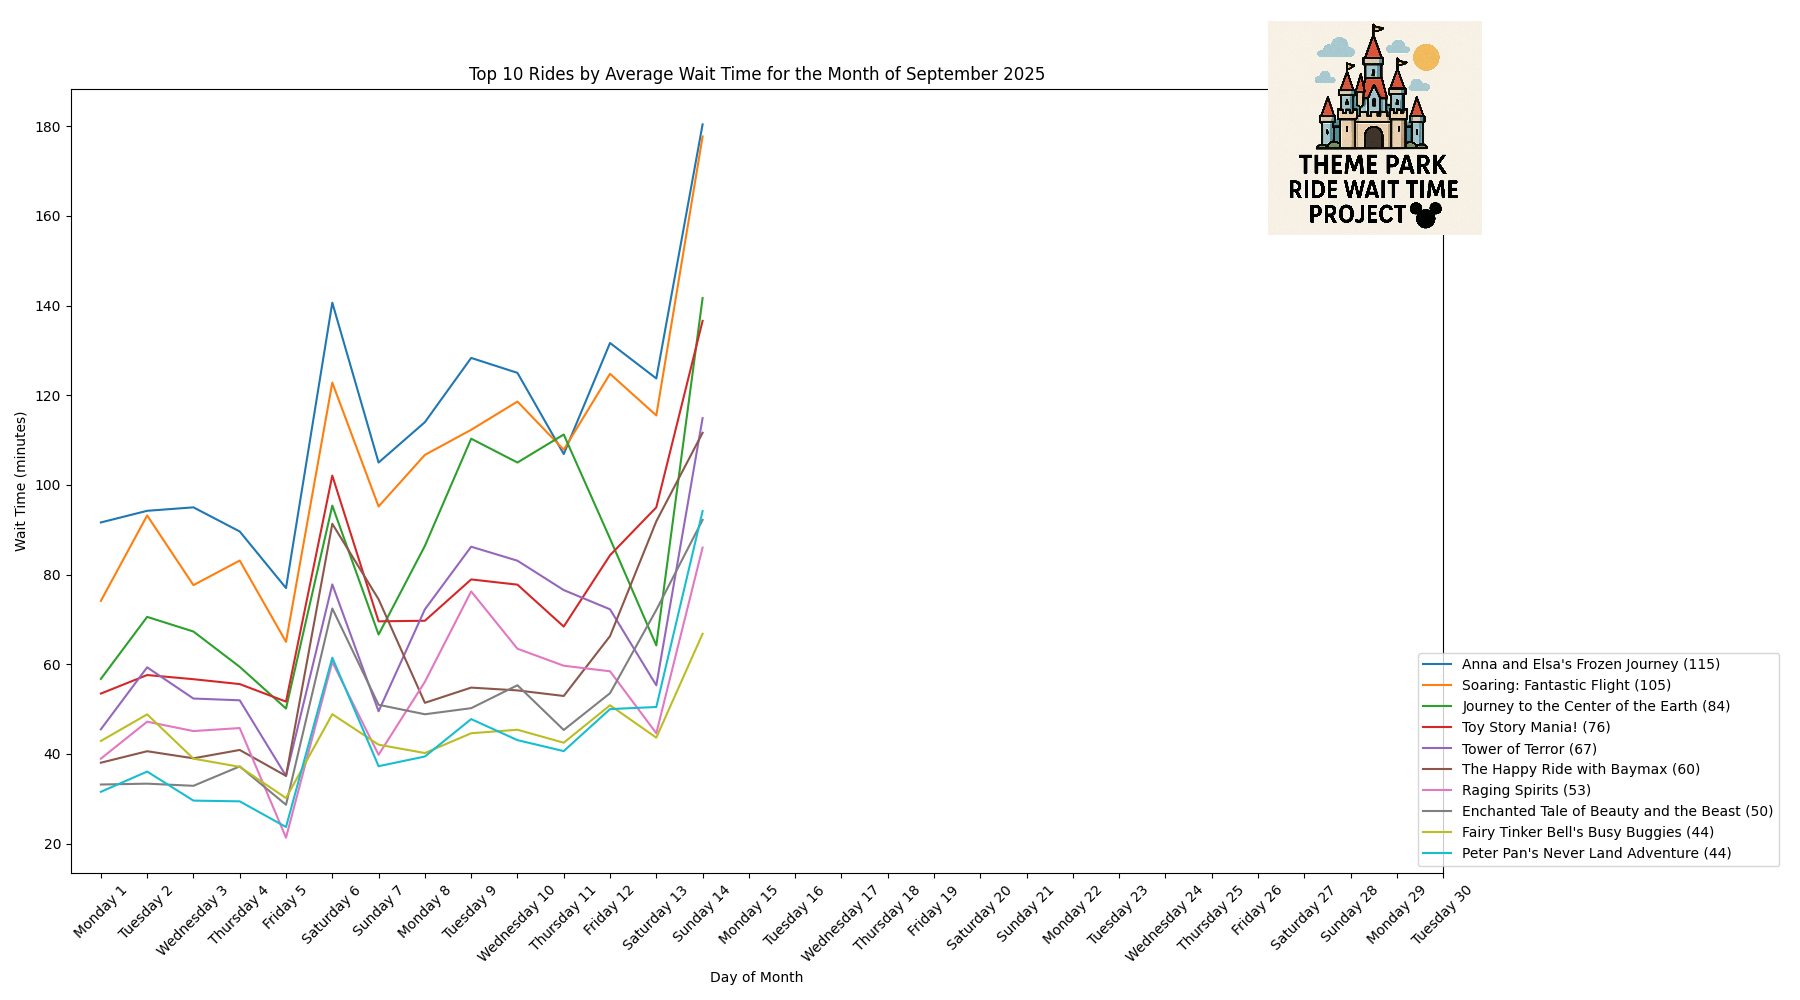 THEME PARK
RIDE WAIT TIME
PROJECT
Top 10 Rides by Average Wait Time for the Month of September 2025
Wait Time (minutes)
180
160
140
120
100
80
60
40
20
Anna and Elsa's Frozen Journey (115)
Soaring: Fantastic Flight (105)
Journey to the Center of the Earth (84)
Toy Story Mania! (76)
Tower of Terror (67)
The Happy Ride with Baymax (60)
Raging Spirits (53)
Enchanted Tale of Beauty and the Beast (50)
Fairy Tinker Bell's Busy Buggies (44)
Peter Pan's Never Land Adventure (44)
Monday 1
Tuesday 2
Wednesday 3
Thursday 4
Friday 5
Saturday 6
Sunday 7
Monday 8
Tuesday 9
Wednesday 10
Thursday 11
Friday 12
Saturday 13
Sunday 14
Monday 15
Tuesday 16
Wednesday 17
Thursday 18
Friday 19
Saturday 20
Sunday 21
Monday 22
Tuesday 23
Wednesday 24
Thursday 25
Friday 26
Saturday 27
Sunday 28
Monday 29
Tuesday 30
Day of Month